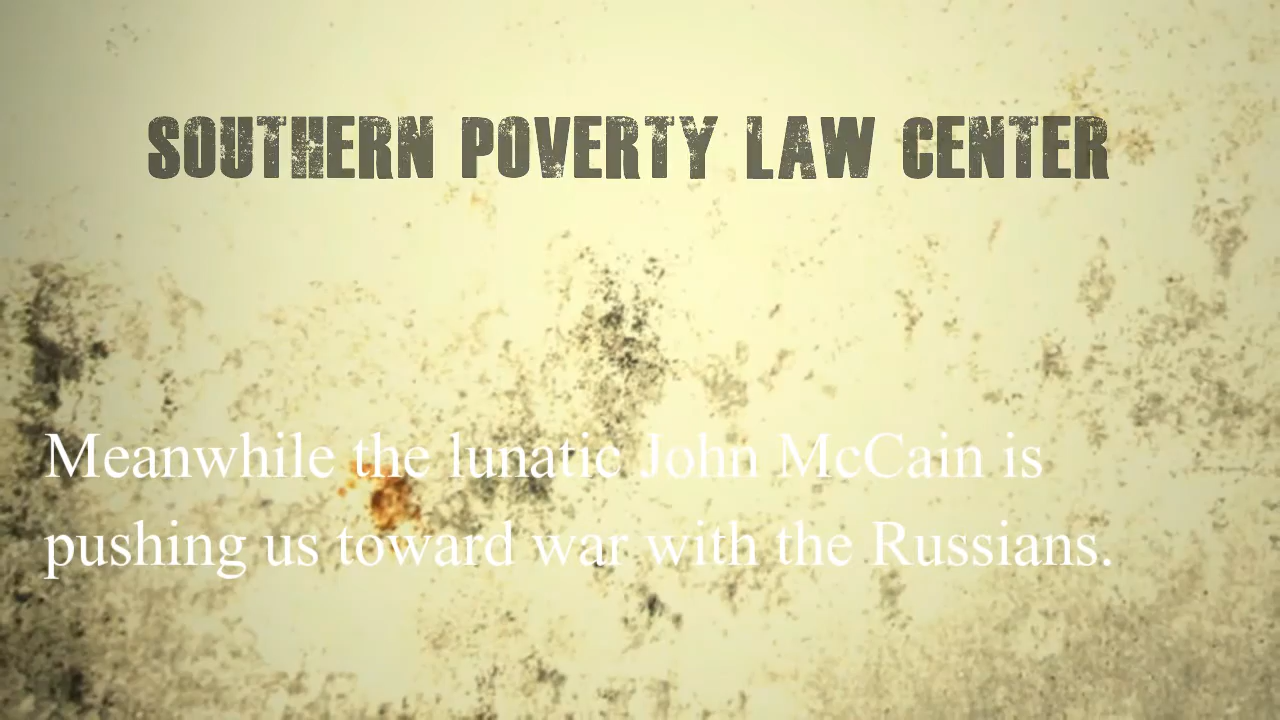 SOUTHERN POVERTY LAW CENTER
Meanwhile the lunatic John McCain is
pushing us toward war with the Russians.